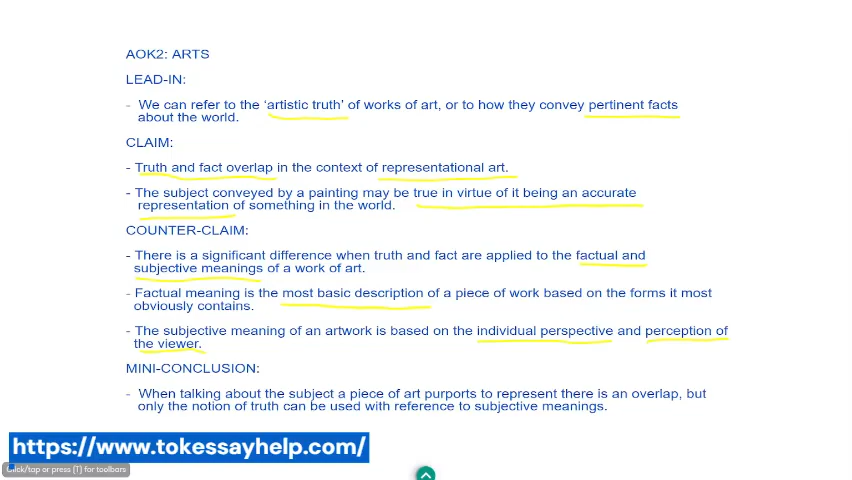 AOK2: ARTS
LEAD-IN:
- We can refer to the 'artistic truth' of works of art, or to how they convey pertinent facts
about the world.
CLAIM:
- Truth and fact overlap in the context of representational art.
- The subject conveyed by a painting may be true in virtue of it being an accurate
representation of something in the world.
COUNTER-CLAIM:
- There is a significant difference when truth and fact are applied to the factual and
subjective meanings of a work of art.
- Factual meaning is the most basic description of a piece of work based on the forms it most
obviously contains.
- The subjective meaning of an artwork is based on the individual perspective and perception of
the viewer.
MINI-CONCLUSION:
- When talking about the subject a piece of art purports to represent there is an overlap, but
only the notion of truth can be used with reference to subjective meanings.
https://www.tokessayhelp.com/
Click/tap or press [T] for toolbars